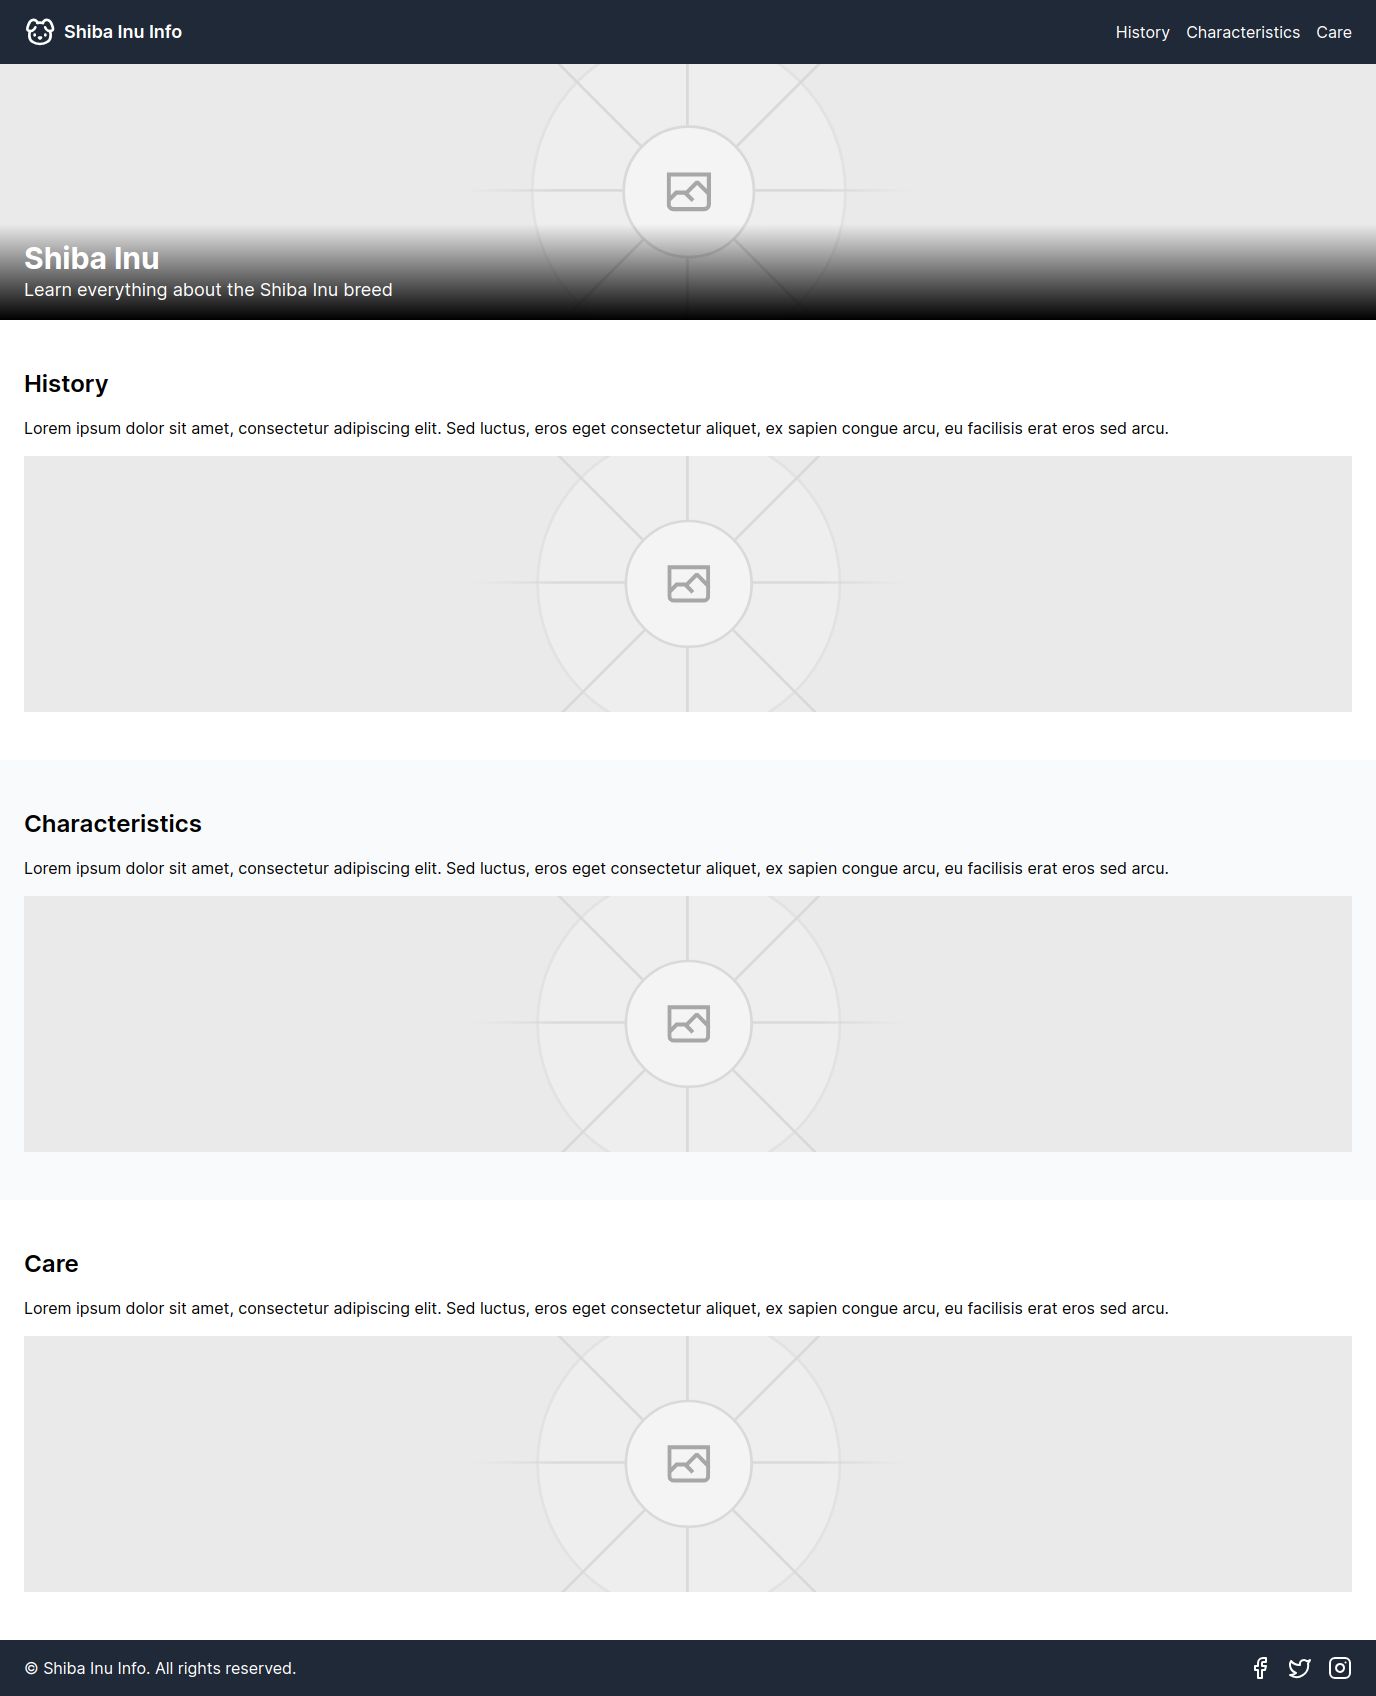 Shiba Inu Info
History Characteristics Care
Shiba Inu
Learn everything about the Shiba Inu breed
History
Lorem ipsum dolor sit amet, consectetur adipiscing elit. Sed luctus, eros eget consectetur aliquet, ex sapien congue arcu, eu facilisis erat eros sed arcu.
Characteristics
Lorem ipsum dolor sit amet, consectetur adipiscing elit. Sed luctus, eros eget consectetur aliquet, ex sapien congue arcu, eu facilisis erat eros sed arcu.
Care
Lorem ipsum dolor sit amet, consectetur adipiscing elit. Sed luctus, eros eget consectetur aliquet, ex sapien congue arcu, eu facilisis erat eros sed arcu.
© Shiba Inu Info. All rights reserved.